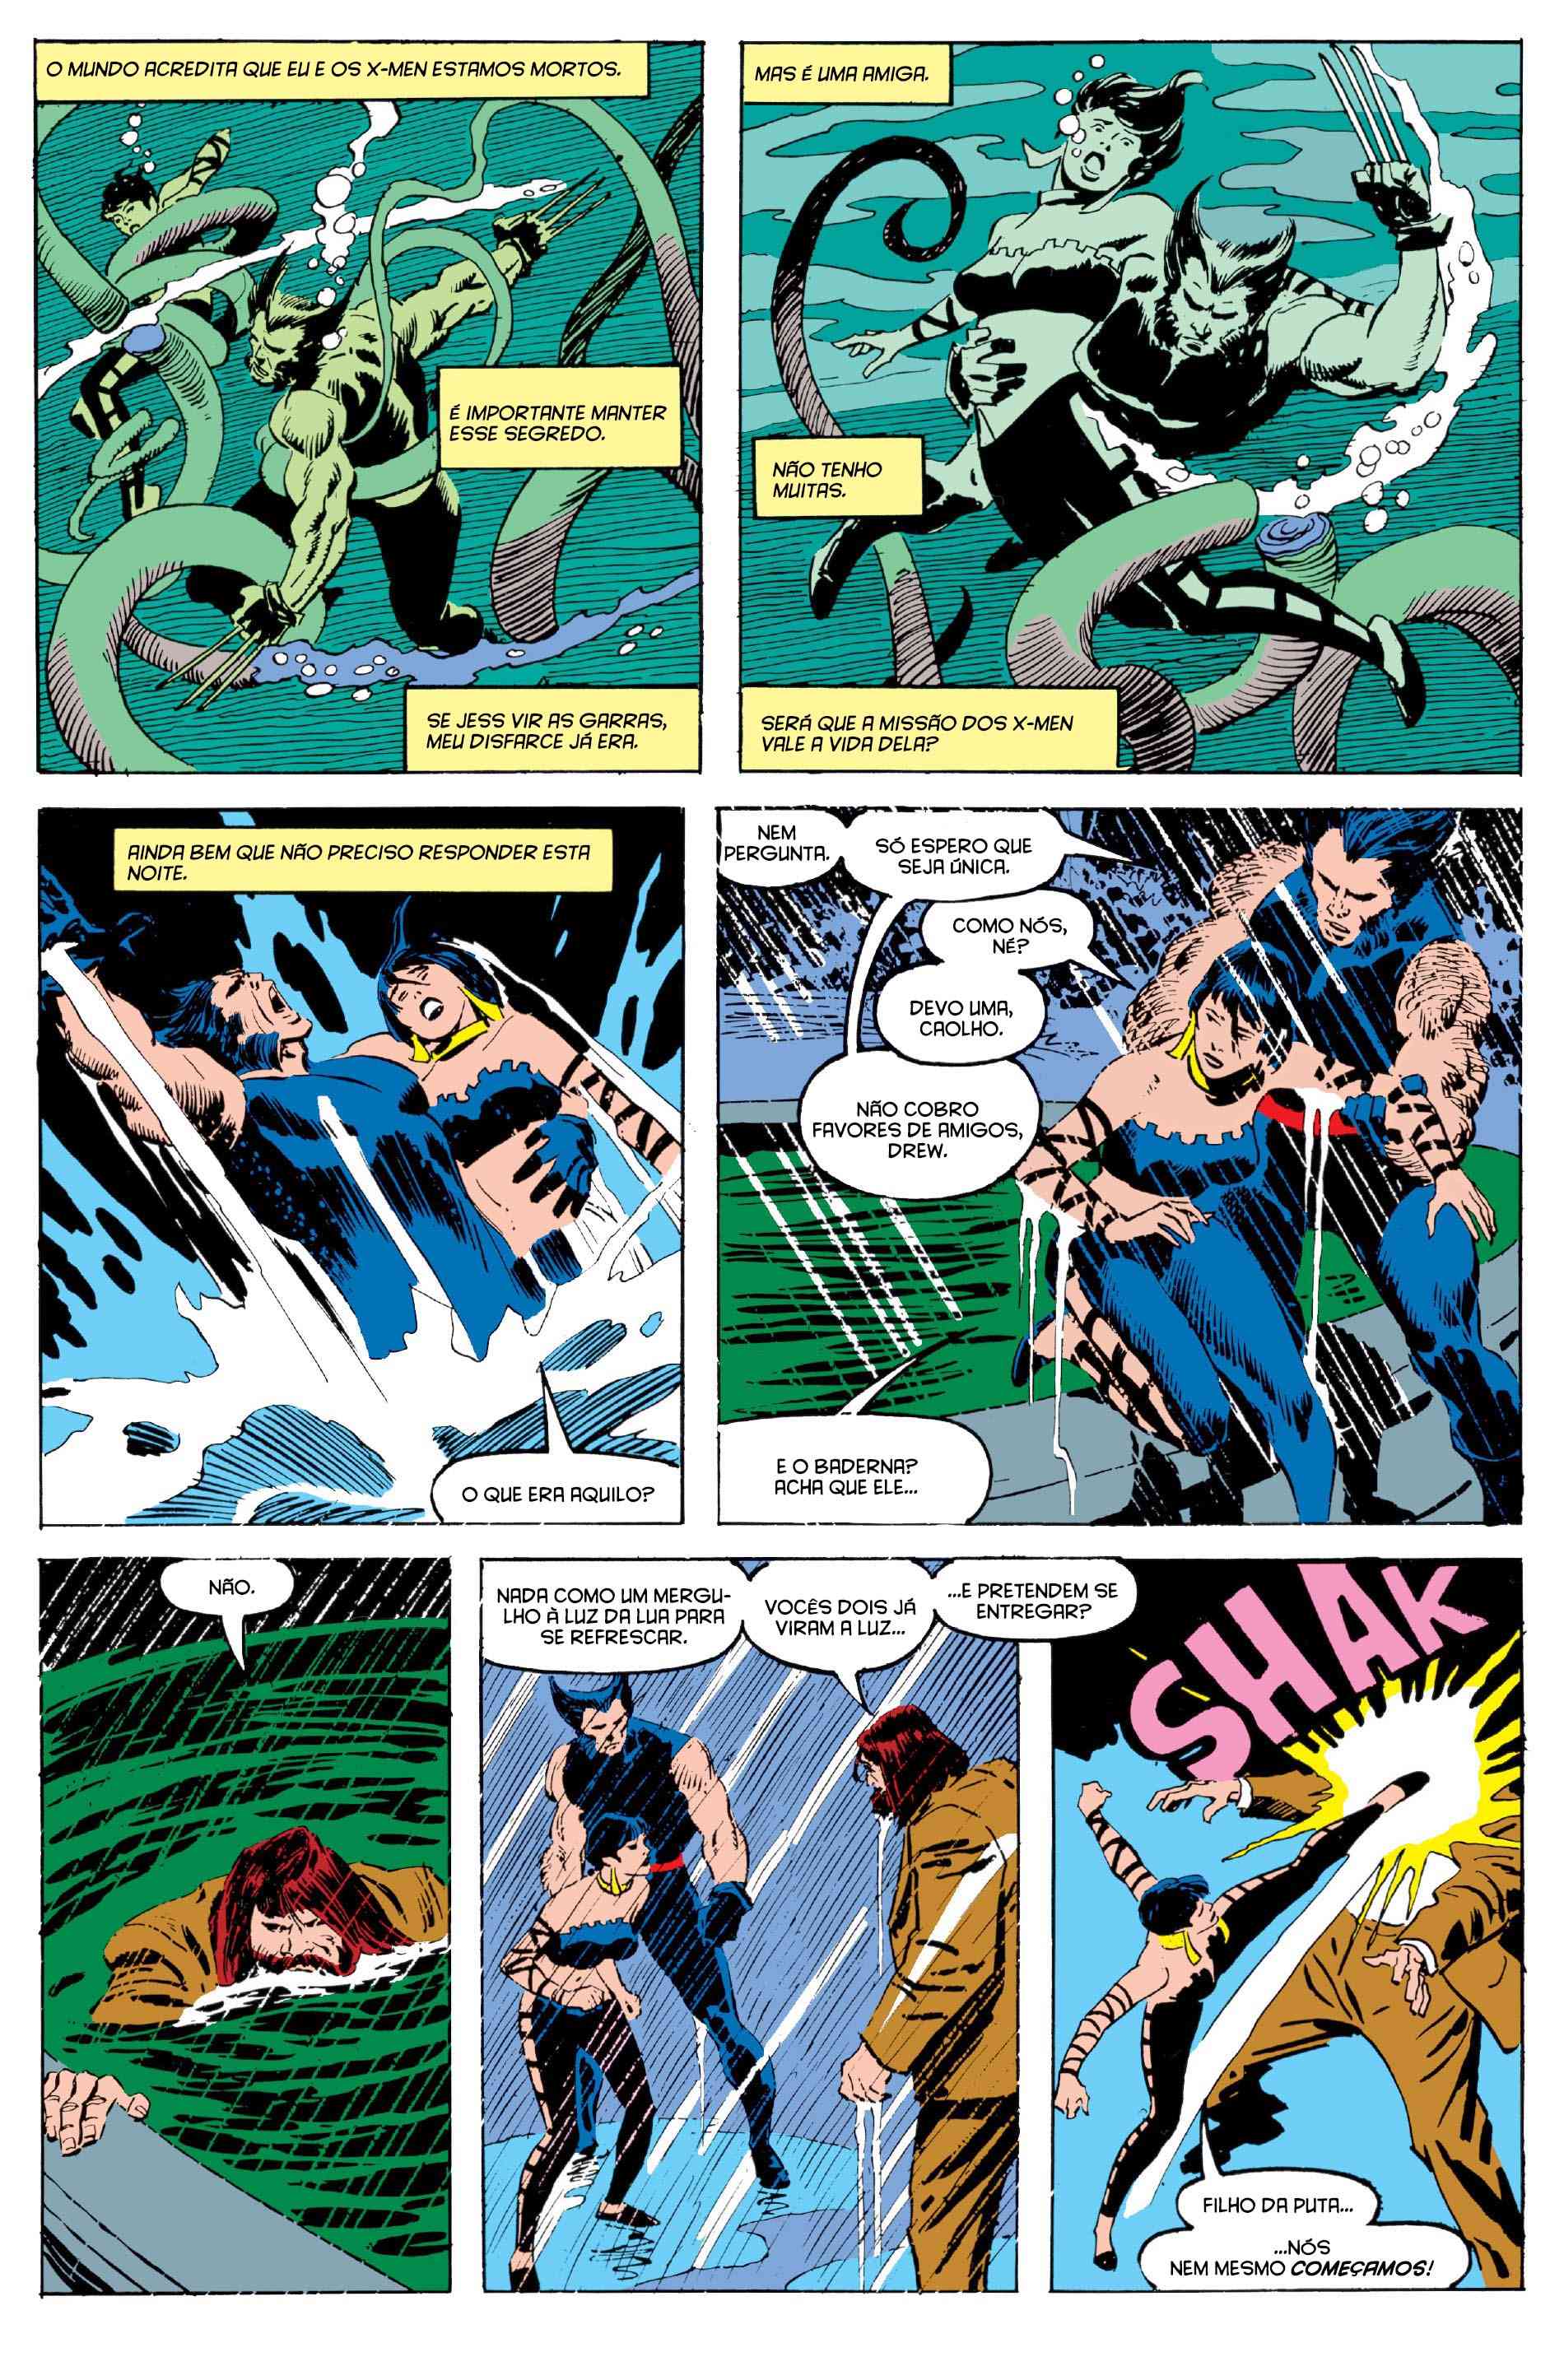 O MUNDO ACREDITA QUE EU E OS X-MEN ESTAMOS MORTOS.
É IMPORTANTE MANTER
ESSE SEGREDO.
SE JESS VIR AS GARRAS,
MEU DISFARCE JÁ ERA.
MAS É UMA AMIGA.
NÃO TENHO
MUITAS.
SERÁ QUE A MISSÃO DOS X-MEN
VALE A VIDA DELA?
AINDA BEM QUE NÃO PRECISO RESPONDER ESTA
NOITE.
O QUE ERA AQUILO?
NEM
PERGUNTA.
SÓ ESPERO QUE
SEJA ÚNICA.
COMO NÓS,
NÉ?
DEVO UMA,
CAOLHO.
NÃO COBRO
FAVORES DE AMIGOS,
DREW.
E O BADERNA?
ACHA QUE ELE...
NÃO.
NADA COMO UM MERGU-
LHO À LUZ DA LUA PARA
SE REFRESCAR.
VOCÊS DOIS JÁ
VIRAM A LUZ...
...E PRETENDEM SE
ENTREGAR?
SHAK
FILHO DA PUTA...
...NÓS
NEM MESMO COMEÇAMOS!